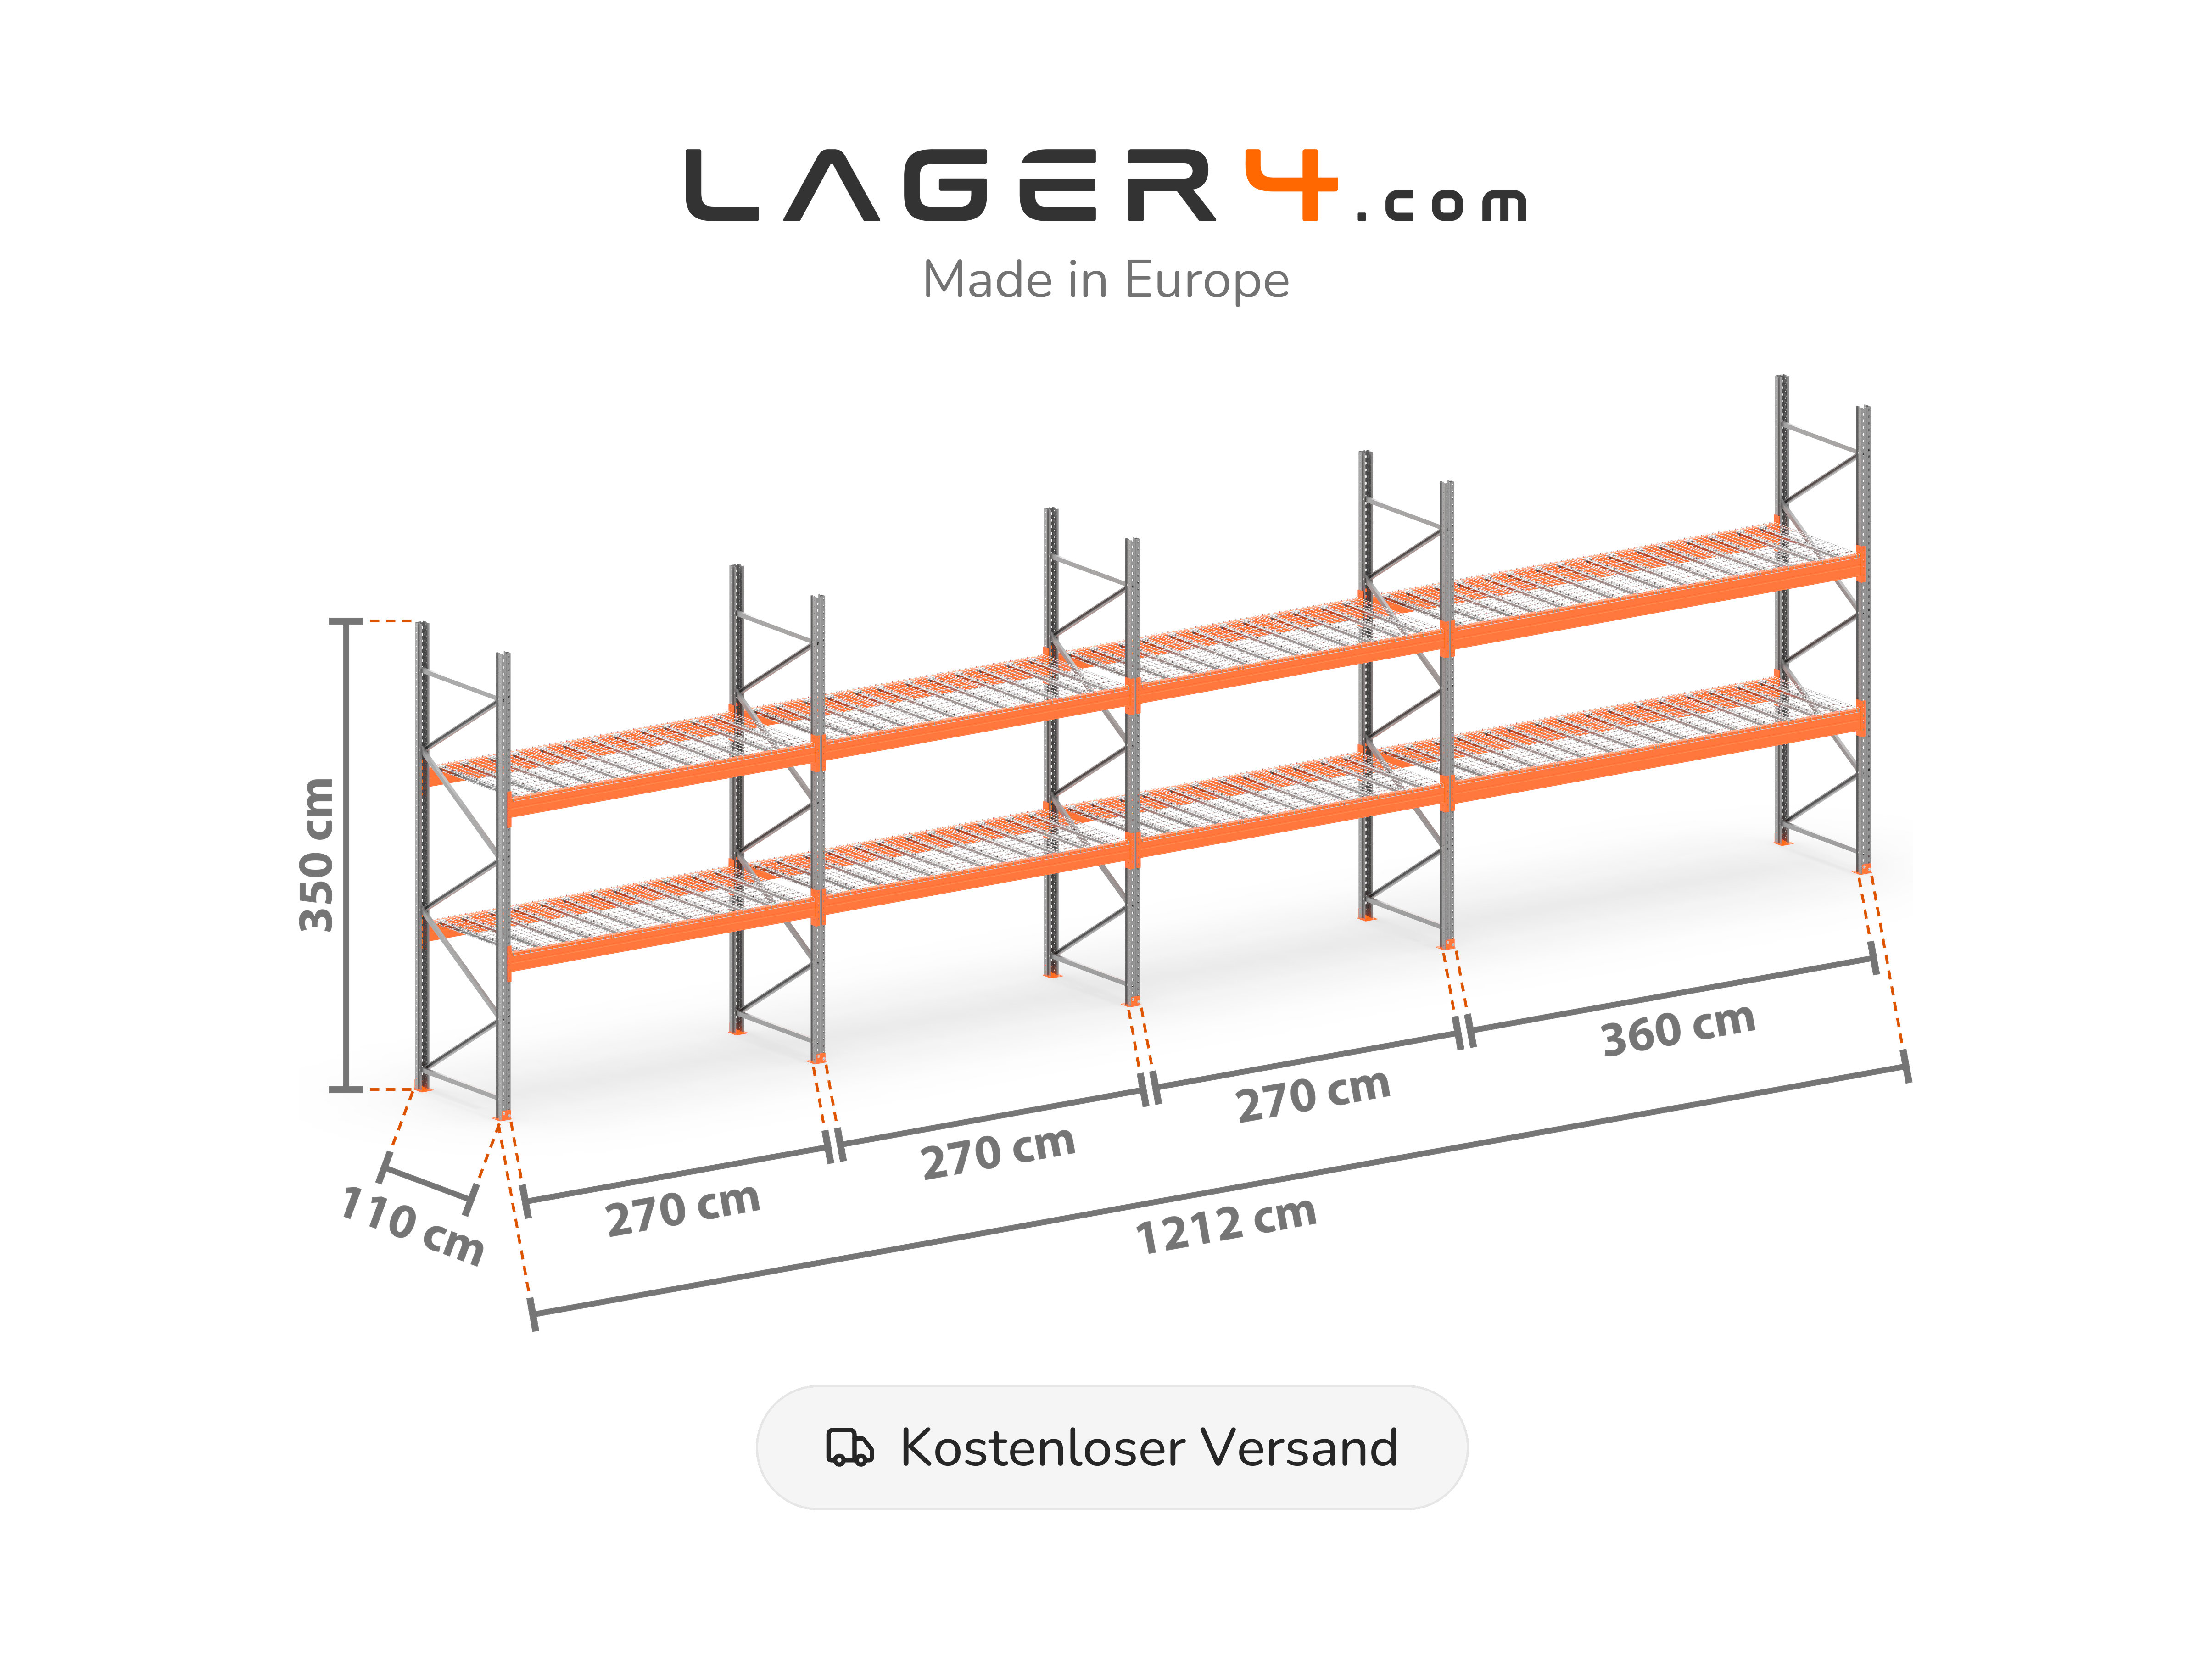 LAGER4.com
Made in Europe
350 cm
110 cm
270 cm
270 cm
270 cm
360 cm
1212 cm
Kostenloser Versand